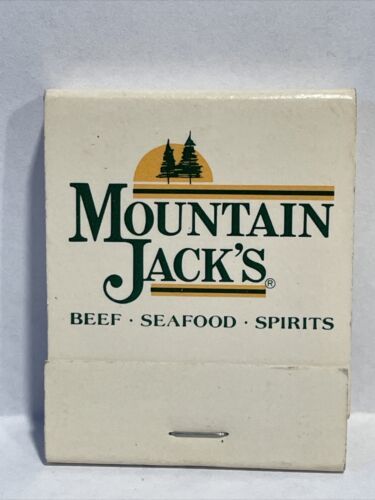 MOUNTAIN
JACK'S®
BEEF · SEAFOOD · SPIRITS